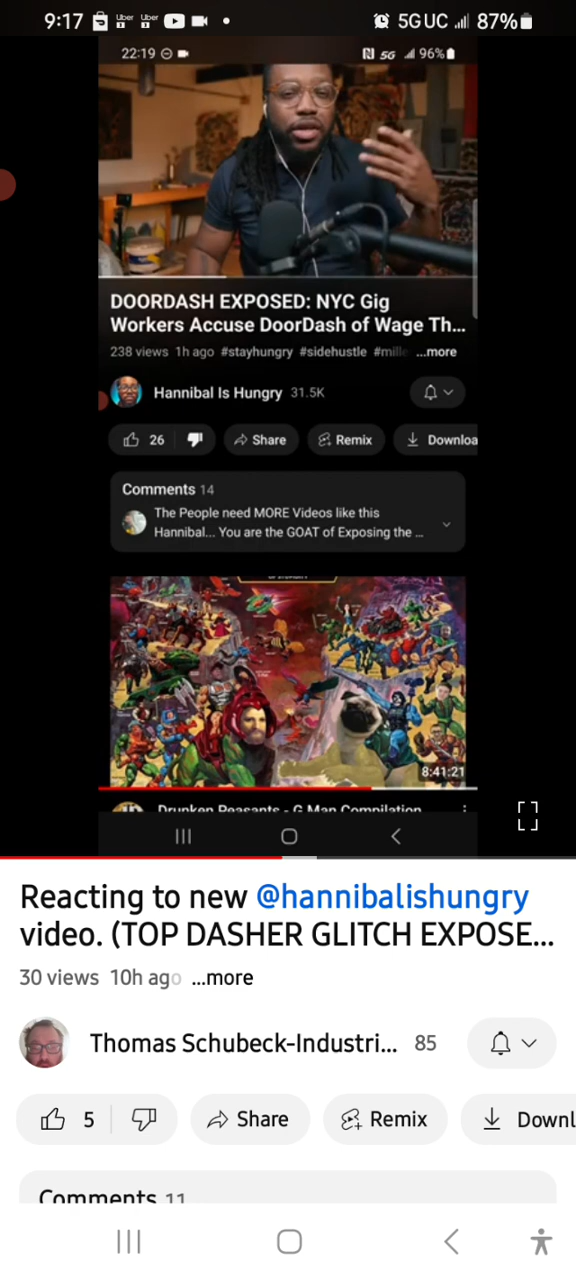 9:17 Uber Uber 5GUC 87%
22:19 5G 96%
DOORDASH EXPOSED: NYC Gig
Workers Accuse DoorDash of Wage Th...
238 views 1h ago #stayhungry #sidehustle #mille ...more
Hannibal Is Hungry 31.5K
26 Share Remix Downloa
Comments 14
The People need MORE Videos like this
Hannibal... You are the GOAT of Exposing the ...
8:41:21
Drunken Peasants - G Man Compilation
Reacting to new @hannibalishungry
video. (TOP DASHER GLITCH EXPOSE...
30 views 10h ago ...more
Thomas Schubeck-Industri... 85
5 Share Remix Downl
Comments 11